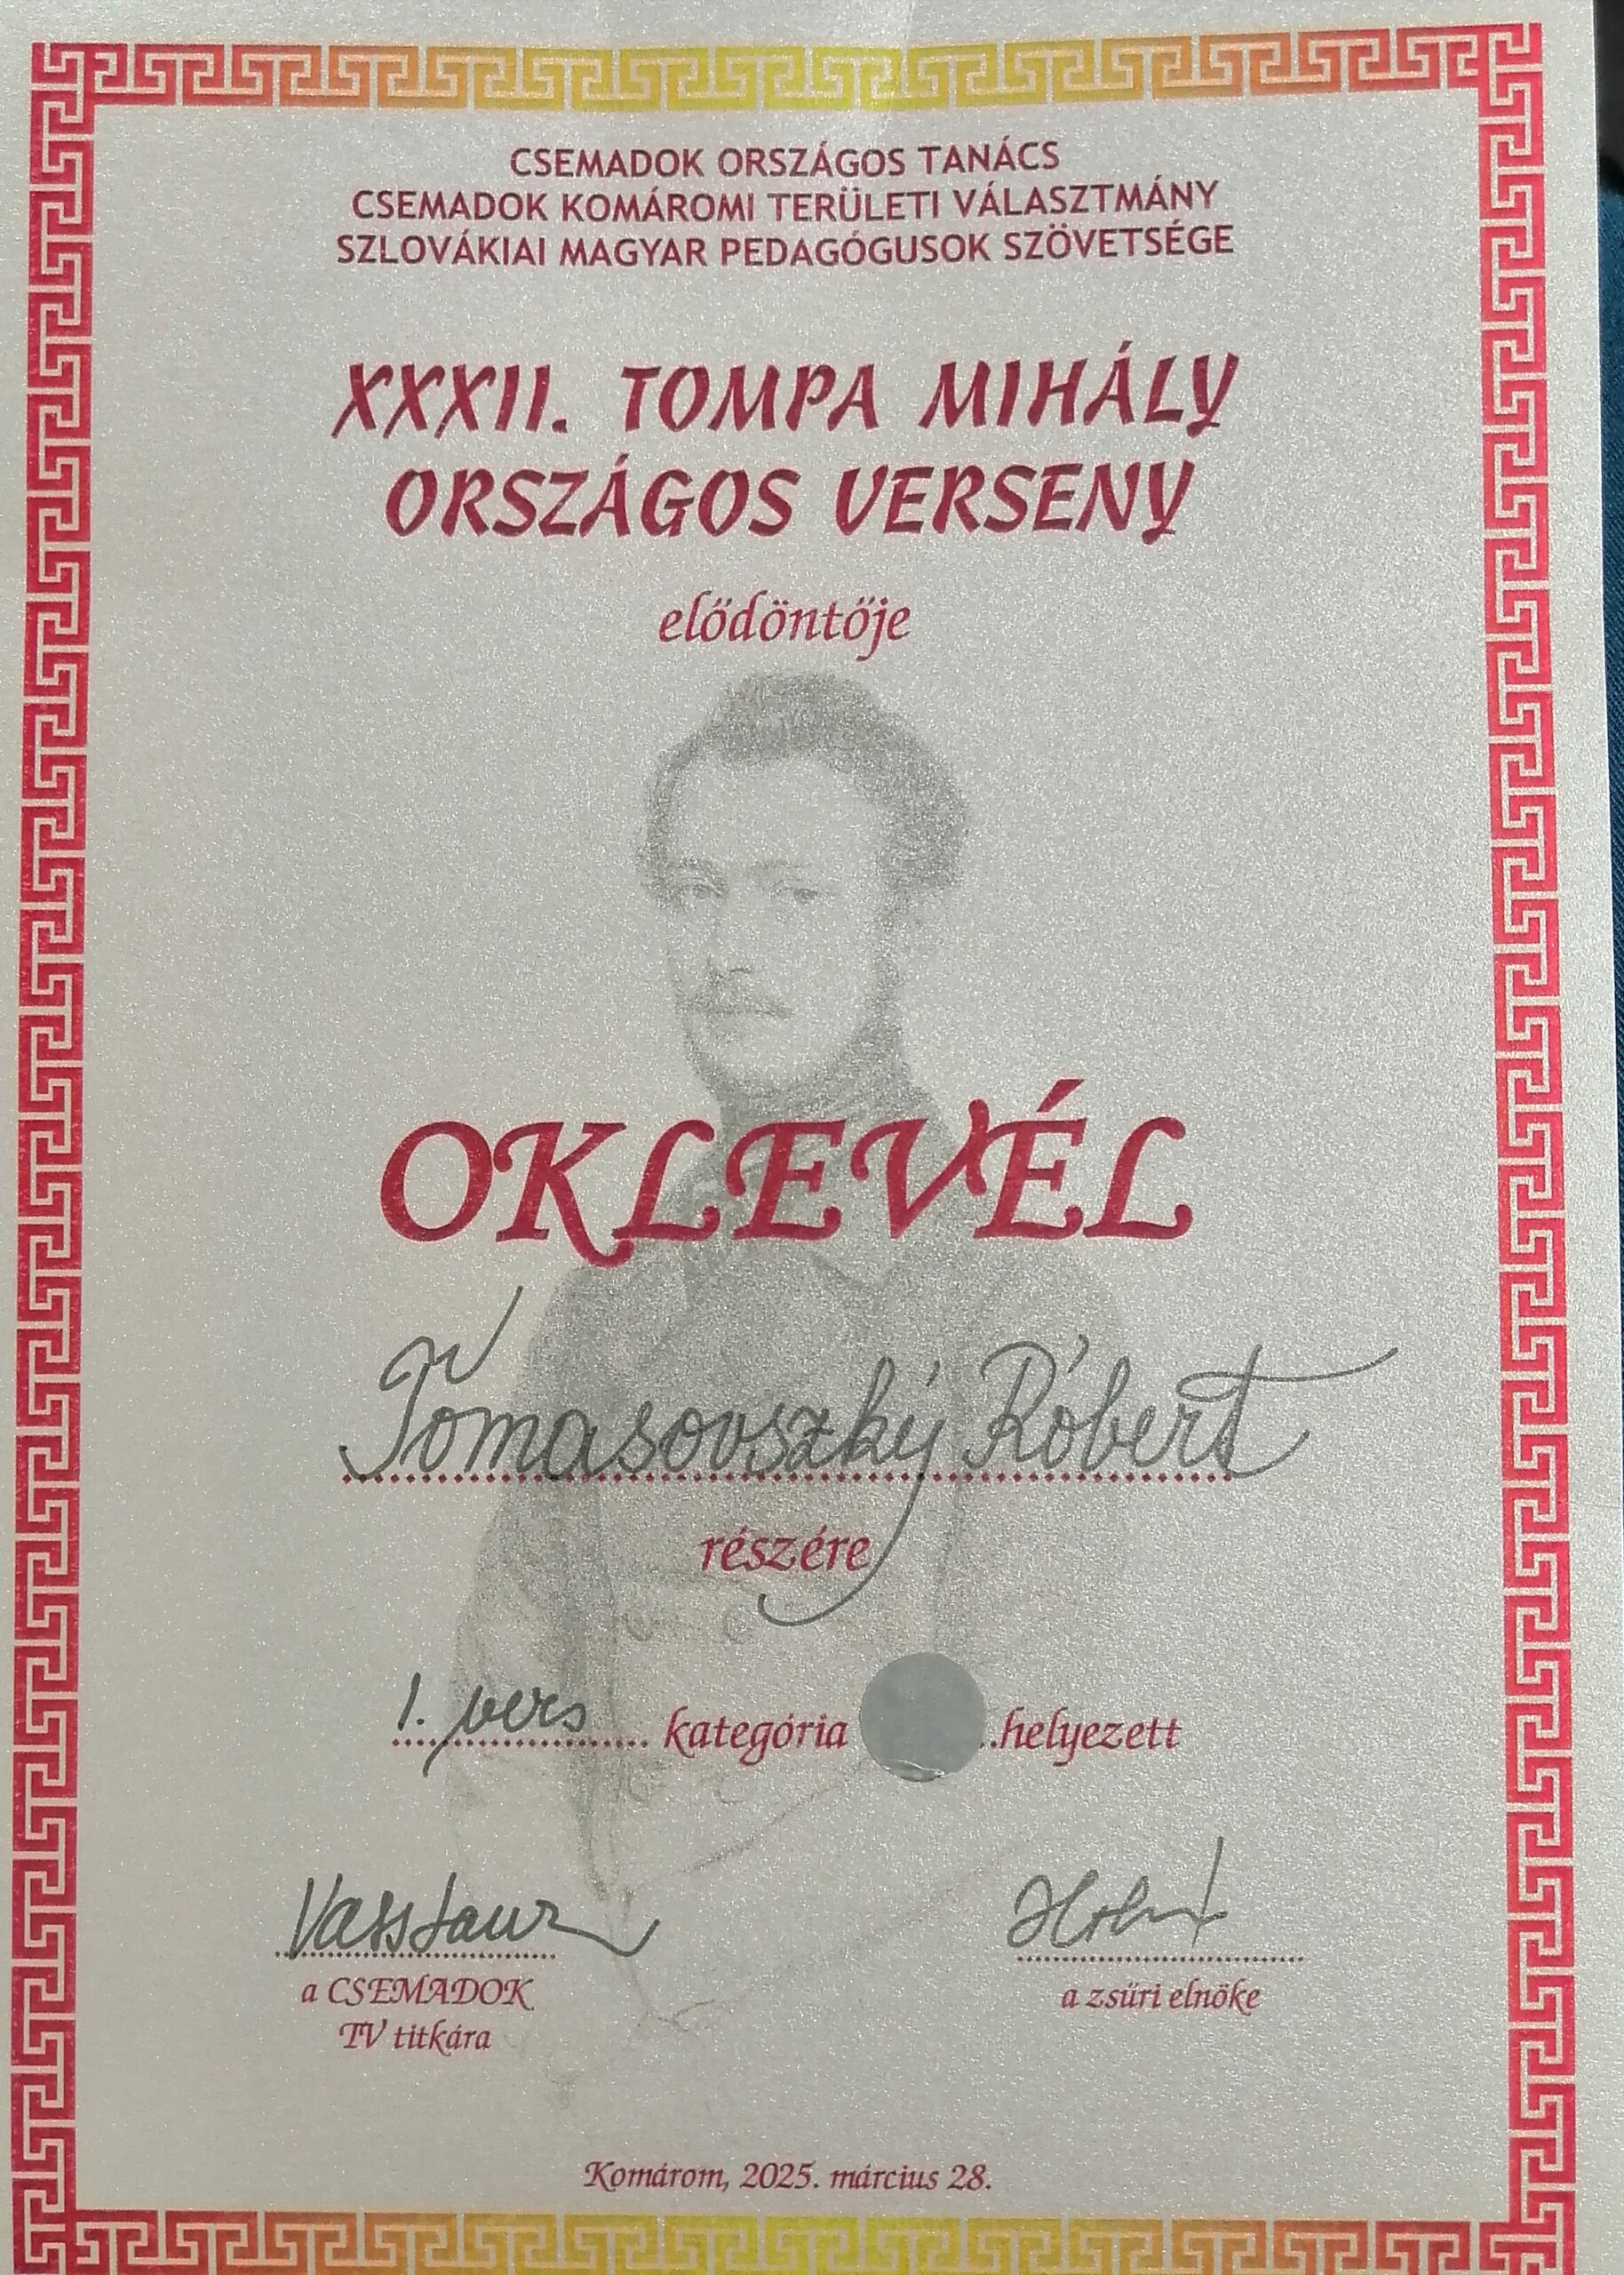 CSEMADOK ORSZÁGOS TANÁCS
CSEMADOK KOMÁROMI TERÜLETI VÁLASZTMÁNY
SZLOVÁKIAI MAGYAR PEDAGÓGUSOK SZÖVETSÉGE
XXXII. TOMPA MIHÁLY
ORSZÁGOS VERSENY
elődöntője
OKLEVÉL
Tomasovszký Róbert
részére
1. vers kategória helyezett
a CSEMADOK a zsűri elnöke
TV titkára
Komárom, 2025. március 28.